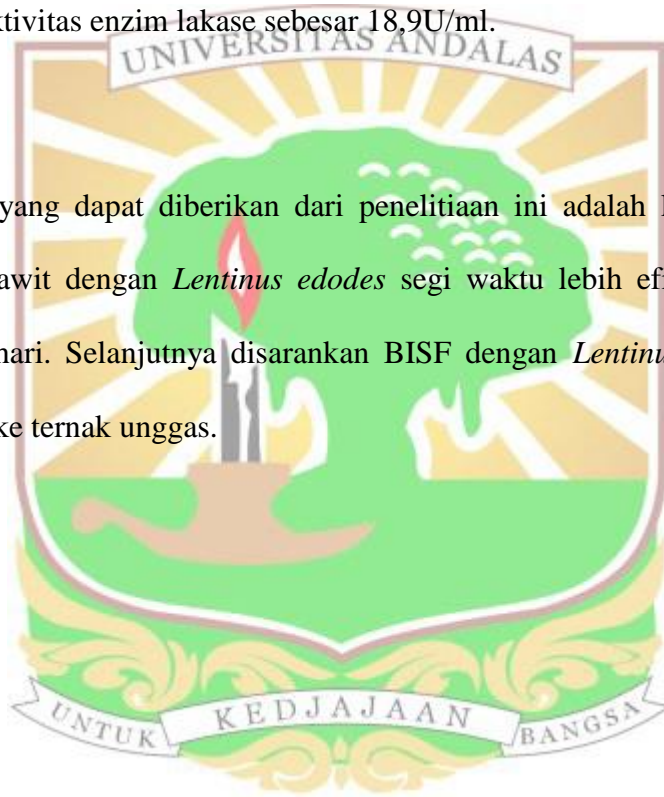 ktivitas enzim lakase sebesar 18,9U/ml.
UNIVERSITAS ANDALAS
yang dapat diberikan dari penelitiaan ini adalah
awit dengan Lentinus edodes segi waktu lebih
hari. Selanjutnya disarankan BISF dengan Lentinu
ke ternak unggas.
UNTUK KEDJAJAAN BANGSA